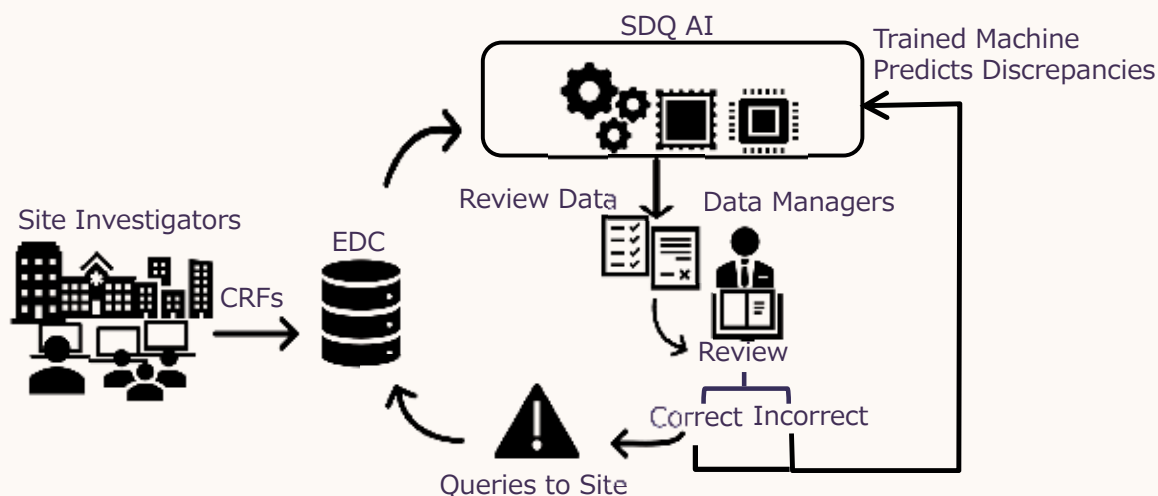 SDQ AI
Trained Machine
Predicts Discrepancies
Review Data
Data Managers
Site Investigators
EDC
CRFs
Review
Correct Incorrect
Queries to Site